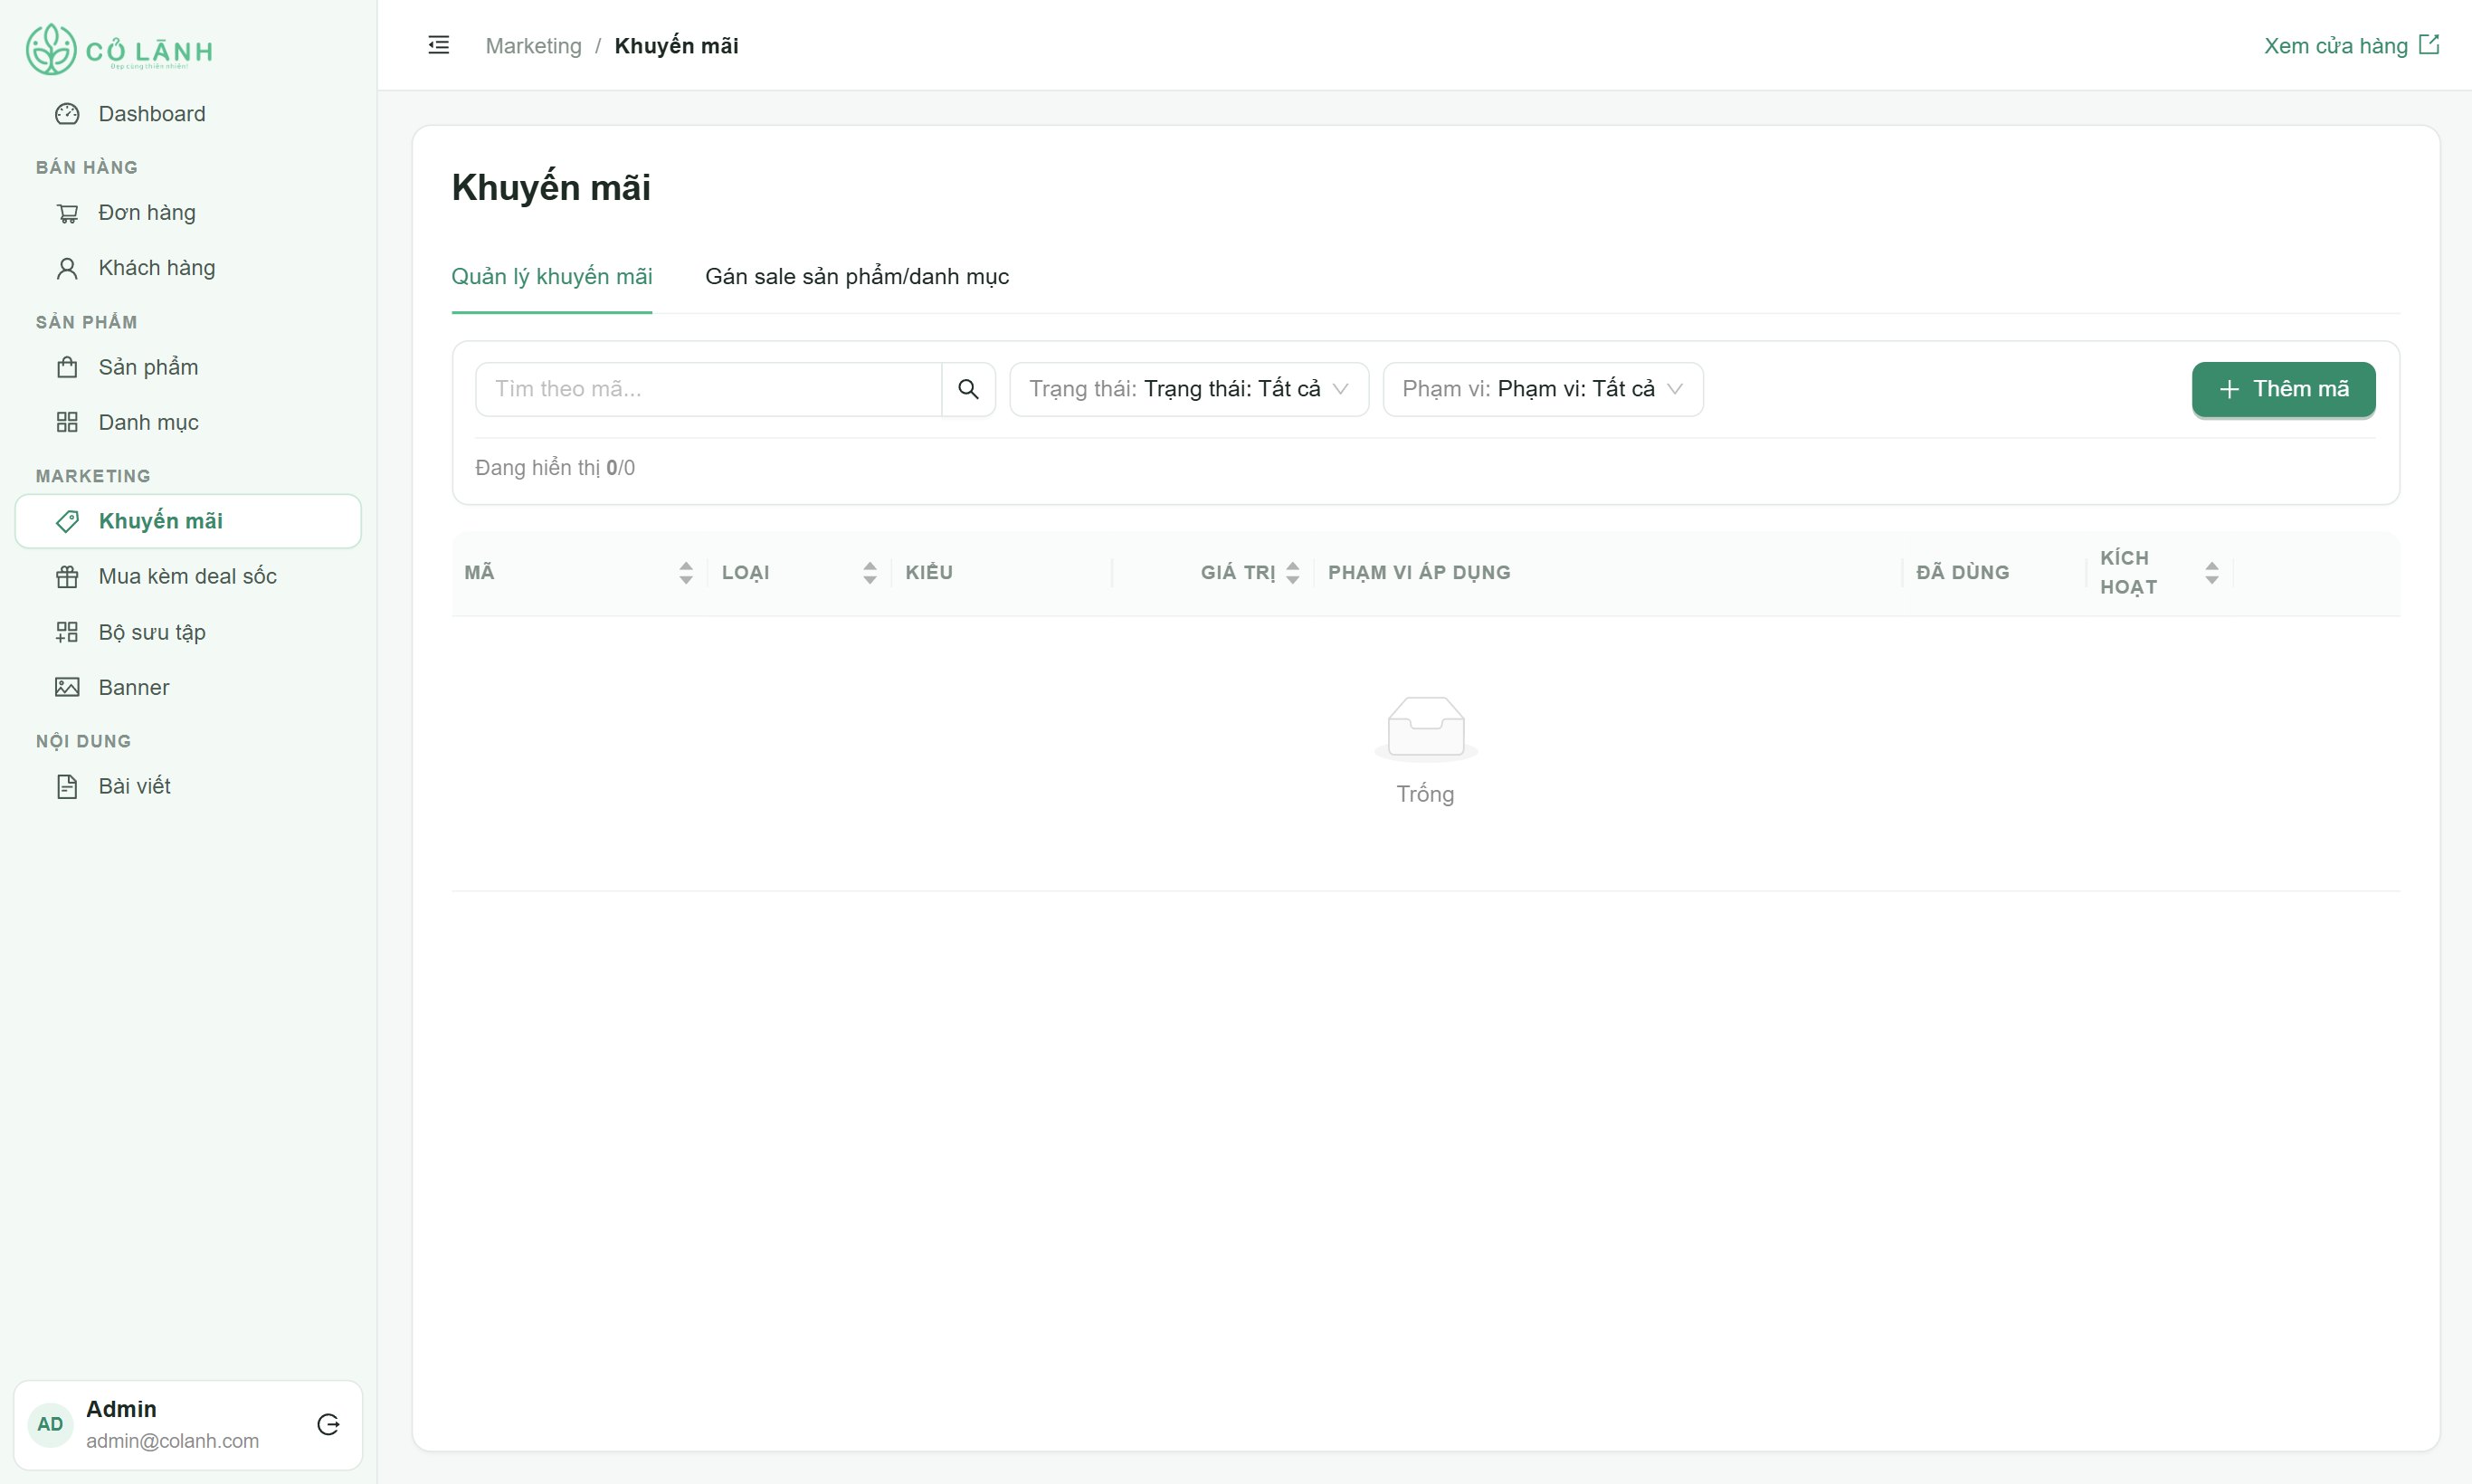 CỎ LÀNH
Đẹp cùng thiên nhiên!
Dashboard
BÁN HÀNG
Đơn hàng
Khách hàng
SẢN PHẨM
Sản phẩm
Danh mục
MARKETING
Khuyến mãi
Mua kèm deal sốc
Bộ sưu tập
Banner
NỘI DUNG
Bài viết
AD
Admin
admin@colanh.com
Marketing / Khuyến mãi
Xem cửa hàng
Khuyến mãi
Quản lý khuyến mãi
Gán sale sản phẩm/danh mục
Tìm theo mã...
Trạng thái: Trạng thái: Tất cả
Phạm vi: Phạm vi: Tất cả
Thêm mã
Đang hiển thị 0/0
MÃ
LOẠI
KIỂU
GIÁ TRỊ
PHẠM VI ÁP DỤNG
ĐÃ DÙNG
KÍCH
HOẠT
Trống